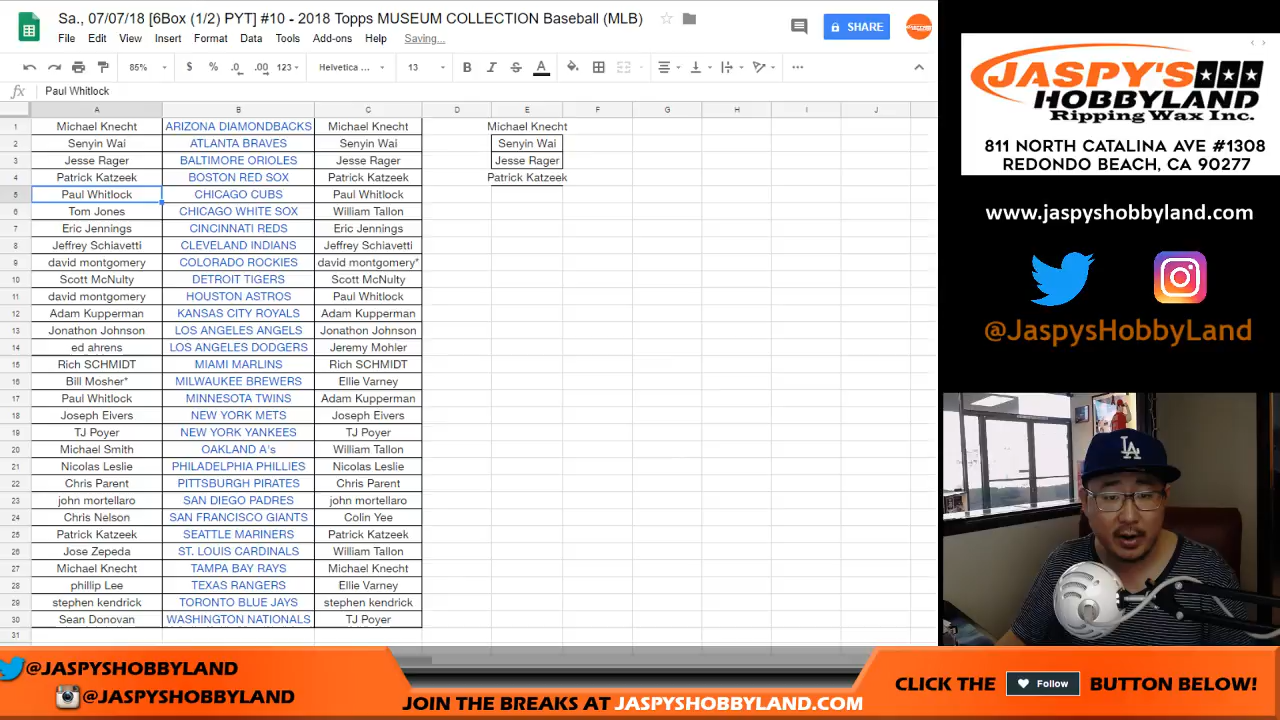 Sa., 07/07/18 [6Box (1/2) PYT] #10 - 2018 Topps MUSEUM COLLECTION Baseball (MLB)
File Edit View Insert Format Data Tools Add-ons Help Saving...
SHARE
85% $ % .0 .00 123 Helvetica ... 13 B I S A
fx Paul Whitlock
A B C D E F G H I J
1 Michael Knecht ARIZONA DIAMONDBACKS Michael Knecht Michael Knecht
2 Senyin Wai ATLANTA BRAVES Senyin Wai Senyin Wai
3 Jesse Rager BALTIMORE ORIOLES Jesse Rager Jesse Rager
4 Patrick Katzeek BOSTON RED SOX Patrick Katzeek Patrick Katzeek
5 Paul Whitlock CHICAGO CUBS Paul Whitlock
6 Tom Jones CHICAGO WHITE SOX William Tallon
7 Eric Jennings CINCINNATI REDS Eric Jennings
8 Jeffrey Schiavetti CLEVELAND INDIANS Jeffrey Schiavetti
9 david montgomery COLORADO ROCKIES david montgomery*
10 Scott McNulty DETROIT TIGERS Scott McNulty
11 david montgomery HOUSTON ASTROS Paul Whitlock
12 Adam Kupperman KANSAS CITY ROYALS Adam Kupperman
13 Jonathon Johnson LOS ANGELES ANGELS Jonathon Johnson
14 ed ahrens LOS ANGELES DODGERS Jeremy Mohler
15 Rich SCHMIDT MIAMI MARLINS Rich SCHMIDT
16 Bill Mosher* MILWAUKEE BREWERS Ellie Varney
17 Paul Whitlock MINNESOTA TWINS Adam Kupperman
18 Joseph Eivers NEW YORK METS Joseph Eivers
19 TJ Poyer NEW YORK YANKEES TJ Poyer
20 Michael Smith OAKLAND A's William Tallon
21 Nicolas Leslie PHILADELPHIA PHILLIES Nicolas Leslie
22 Chris Parent PITTSBURGH PIRATES Chris Parent
23 john mortellaro SAN DIEGO PADRES john mortellaro
24 Chris Nelson SAN FRANCISCO GIANTS Colin Yee
25 Patrick Katzeek SEATTLE MARINERS Patrick Katzeek
26 Jose Zepeda ST. LOUIS CARDINALS William Tallon
27 Michael Knecht TAMPA BAY RAYS Michael Knecht
28 phillip Lee TEXAS RANGERS Ellie Varney
29 stephen kendrick TORONTO BLUE JAYS stephen kendrick
30 Sean Donovan WASHINGTON NATIONALS TJ Poyer
31
JASPY'S
HOBBYLAND
Ripping Wax Inc.
811 NORTH CATALINA AVE #1308
REDONDO BEACH, CA 90277
www.jaspyshobbyland.com
@JaspysHobbyLand
LA
@JASPYSHOBBYLAND
@JASPYSHOBBYLAND
JOIN THE BREAKS AT JASPYSHOBBYLAND.COM
CLICK THE Follow BUTTON BELOW!